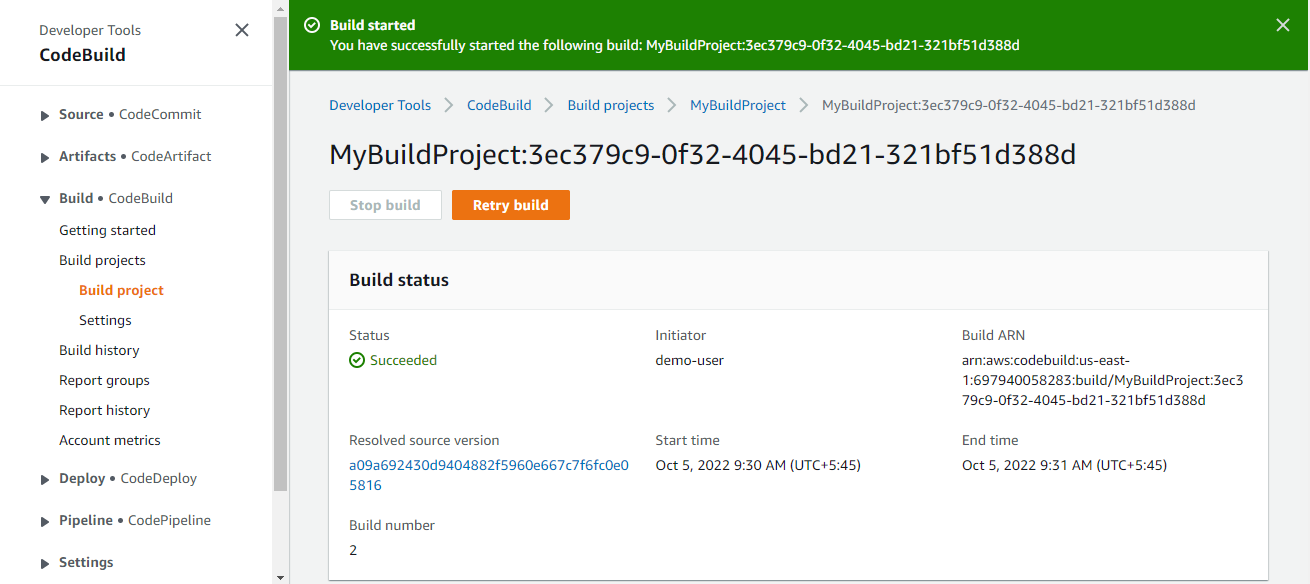 Developer Tools
CodeBuild
Source • CodeCommit
Artifacts • CodeArtifact
Build • CodeBuild
Getting started
Build projects
Build project
Settings
Build history
Report groups
Report history
Account metrics
Deploy • CodeDeploy
Pipeline • CodePipeline
Settings
Build started
You have successfully started the following build: MyBuildProject:3ec379c9-0f32-4045-bd21-321bf51d388d
Developer Tools > CodeBuild > Build projects > MyBuildProject > MyBuildProject:3ec379c9-0f32-4045-bd21-321bf51d388d
MyBuildProject:3ec379c9-0f32-4045-bd21-321bf51d388d
Stop build Retry build
Build status
Status Initiator Build ARN
Succeeded demo-user arn:aws:codebuild:us-east-
1:697940058283:build/MyBuildProject:3ec3
79c9-0f32-4045-bd21-321bf51d388d
Resolved source version Start time End time
a09a692430d9404882f5960e667c7f6fc0e0 Oct 5, 2022 9:30 AM (UTC+5:45) Oct 5, 2022 9:31 AM (UTC+5:45)
5816
Build number
2